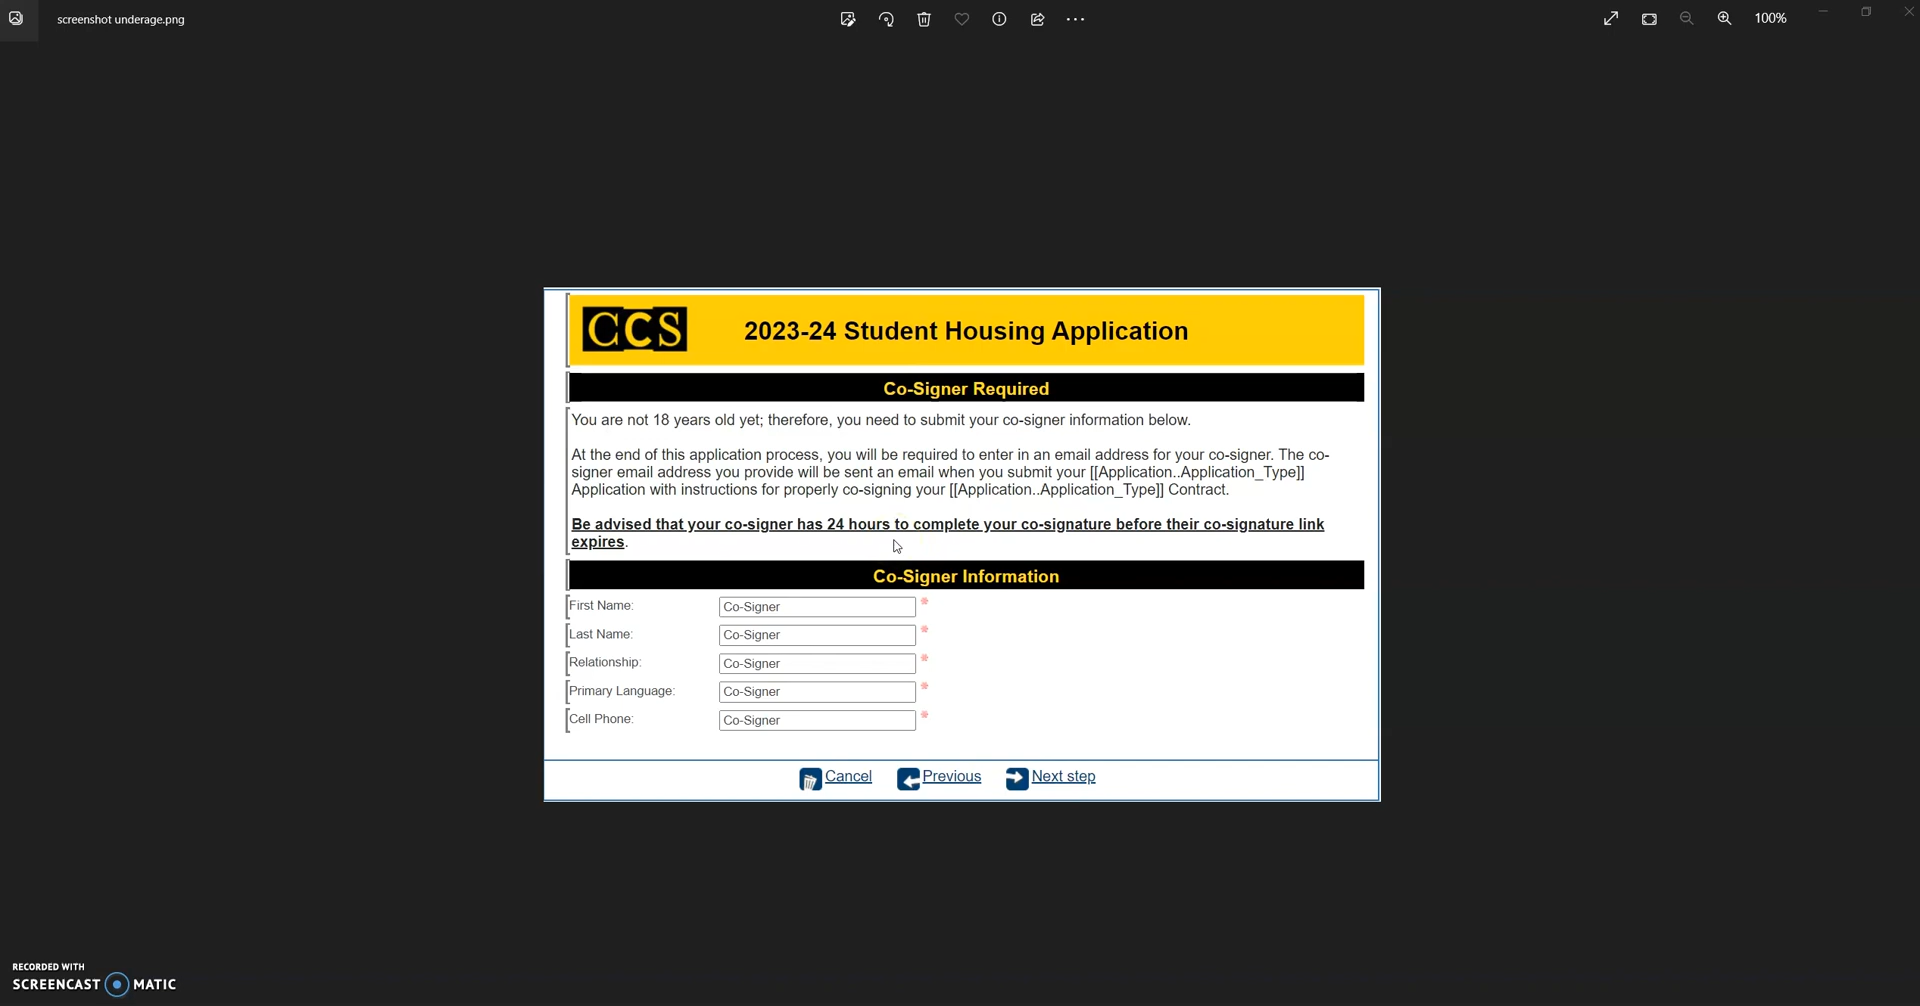 screenshot underage.png
100%
CCS
2023-24 Student Housing Application
Co-Signer Required
You are not 18 years old yet; therefore, you need to submit your co-signer information below.
At the end of this application process, you will be required to enter in an email address for your co-signer. The co-
signer email address you provide will be sent an email when you submit your [[Application..Application_Type]]
Application with instructions for properly co-signing your [[Application..Application_Type]] Contract.
Be advised that your co-signer has 24 hours to complete your co-signature before their co-signature link
expires.
Co-Signer Information
First Name: Co-Signer *
Last Name: Co-Signer *
Relationship: Co-Signer *
Primary Language: Co-Signer *
Cell Phone: Co-Signer *
Cancel Previous Next step
RECORDED WITH
SCREENCAST MATIC